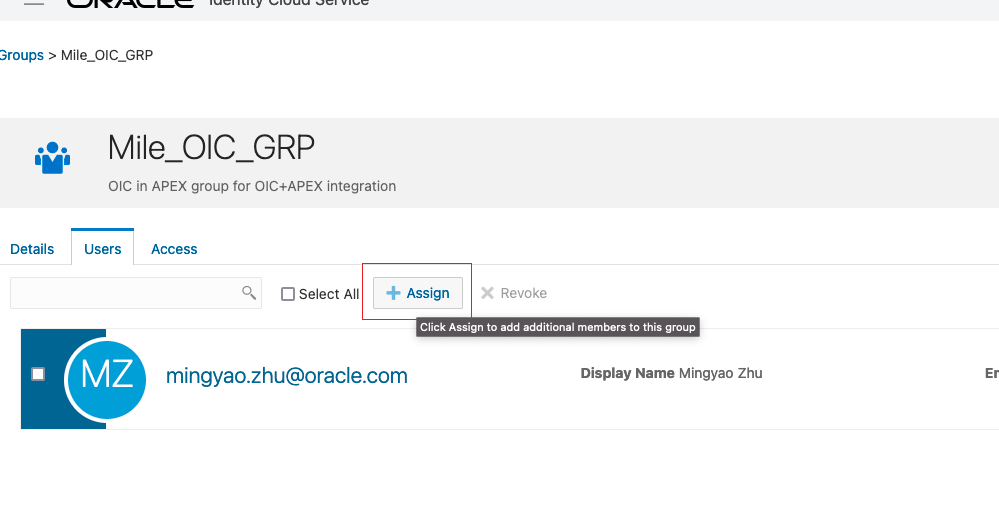 ORACLE Identity Cloud Service
Groups > Mile_OIC_GRP
Mile_OIC_GRP
OIC in APEX group for OIC+APEX integration
Details Users Access
Select All Assign Revoke
Click Assign to add additional members to this group
MZ mingyao.zhu@oracle.com Display Name Mingyao Zhu